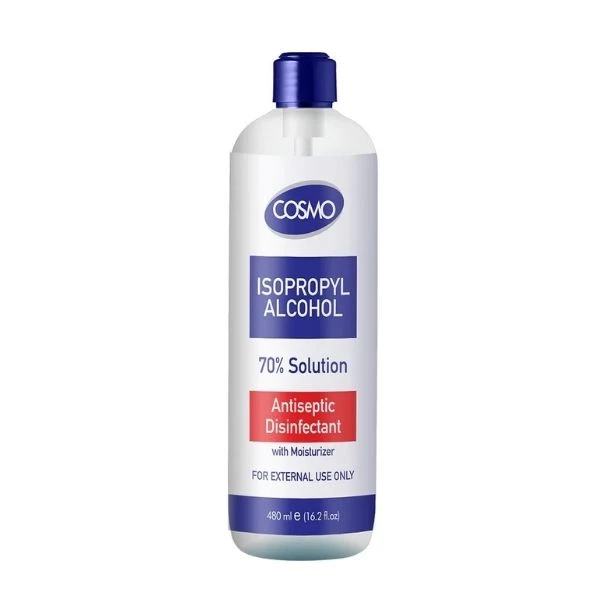 COSMO
ISOPROPYL
ALCOHOL
70% Solution
Antiseptic
Disinfectant
with Moisturizer
FOR EXTERNAL USE ONLY
480 ml e (16.2 fl.oz)